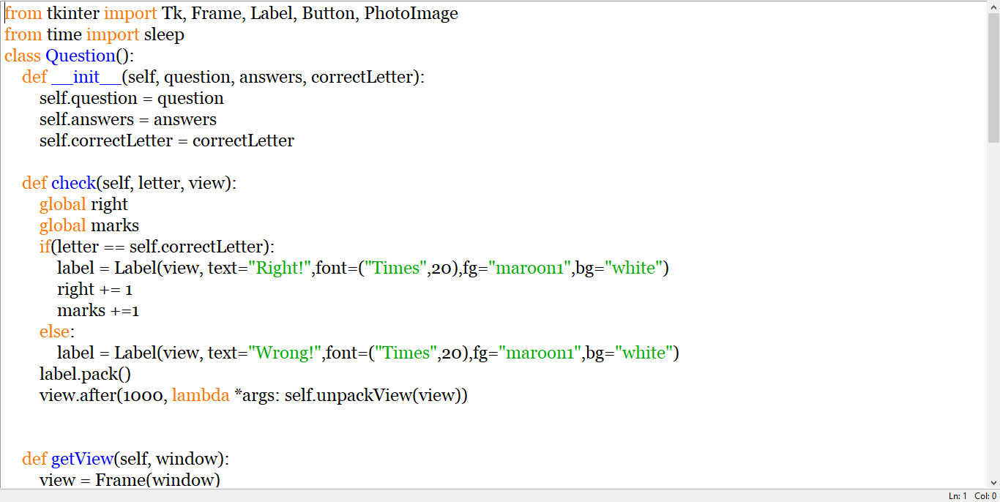 from tkinter import Tk, Frame, Label, Button, PhotoImage
from time import sleep
class Question():
    def __init__(self, question, answers, correctLetter):
        self.question = question
        self.answers = answers
        self.correctLetter = correctLetter

    def check(self, letter, view):
        global right
        global marks
        if(letter == self.correctLetter):
            label = Label(view, text="Right!",font=("Times",20),fg="maroon1",bg="white")
            right += 1
            marks +=1
        else:
            label = Label(view, text="Wrong!",font=("Times",20),fg="maroon1",bg="white")
        label.pack()
        view.after(1000, lambda *args: self.unpackView(view))


    def getView(self, window):
        view = Frame(window)
Ln: 1 Col: 0